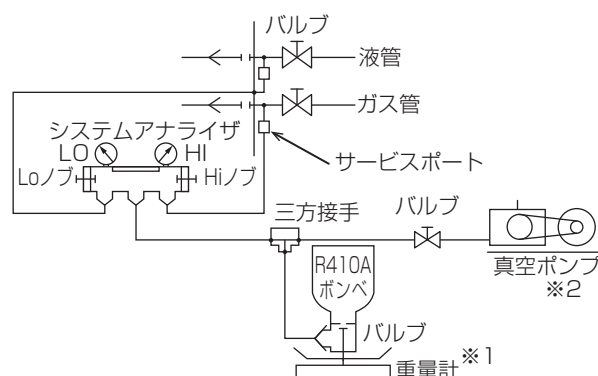 バルブ
液管
ガス管
システムアナライザ
LO
HI
サービスポート
Loノブ
Hiノブ
三方接手
バルブ
R410A
ボンベ
真空ポンプ
※2
バルブ
重量計※1